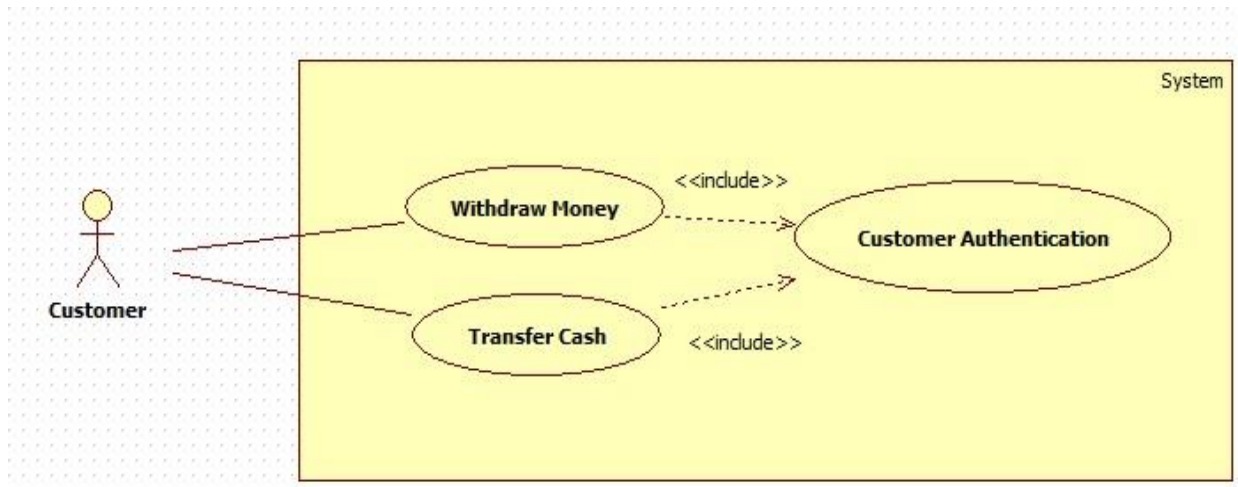 System
<<include>>
Withdraw Money
Customer Authentication
Customer
Transfer Cash
<<include>>